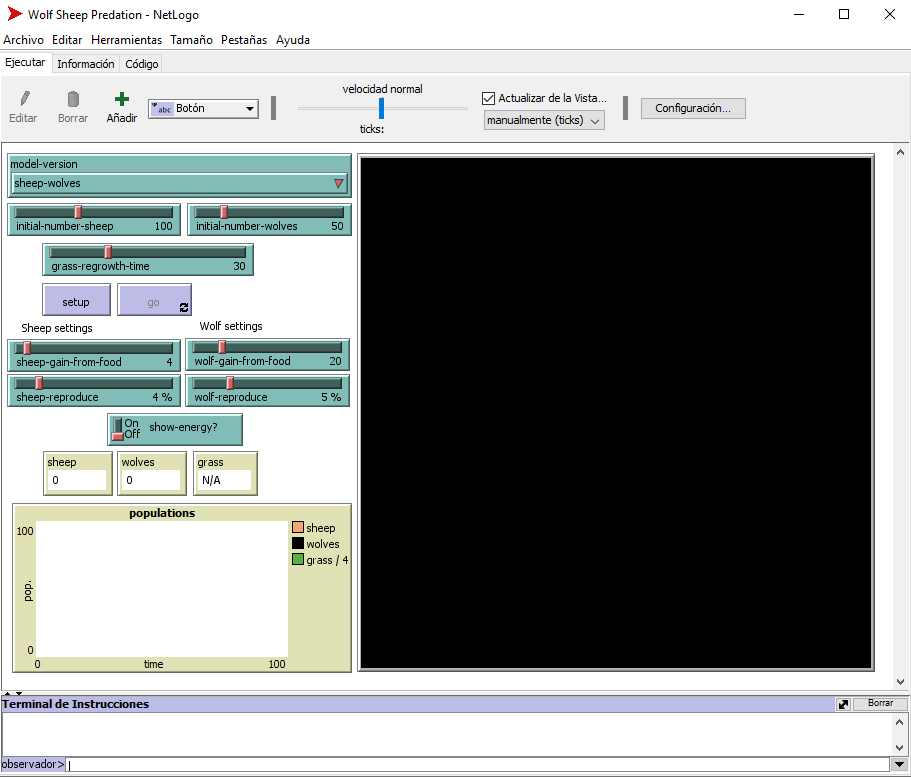 Wolf Sheep Predation - NetLogo
Archivo Editar Herramientas Tamaño Pestañas Ayuda
Ejecutar Información Código
Editar Borrar Añadir
abc Botón
velocidad normal
ticks:
Actualizar de la Vista...
manualmente (ticks)
Configuración...
model-version
sheep-wolves
initial-number-sheep 100
initial-number-wolves 50
grass-regrowth-time 30
setup
go
Sheep settings
Wolf settings
sheep-gain-from-food 4
wolf-gain-from-food 20
sheep-reproduce 4 %
wolf-reproduce 5 %
On
Off
show-energy?
sheep
0
wolves
0
grass
N/A
populations
100
pop.
0
0
time
100
sheep
wolves
grass / 4
Terminal de Instrucciones
Borrar
observador>